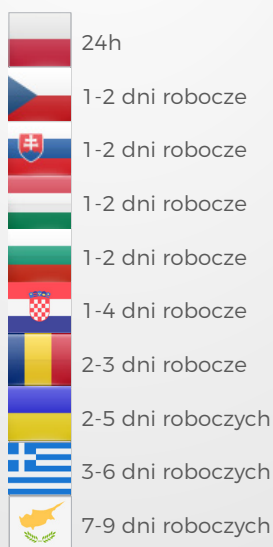 24h
1-2 dni robocze
1-2 dni robocze
1-2 dni robocze
1-2 dni robocze
1-4 dni robocze
2-3 dni robocze
2-5 dni roboczych
3-6 dni roboczych
7-9 dni roboczych